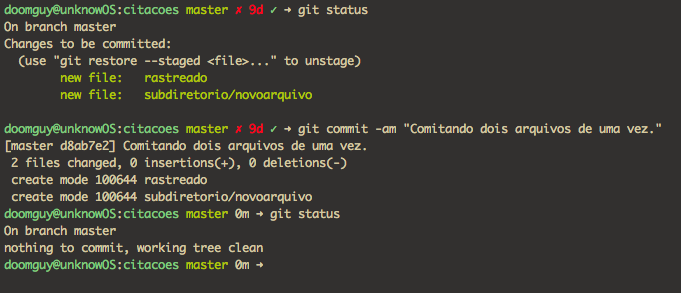 doomguy@unknowOS:citacoes master ✗ 9d ✓ ➜ git status
On branch master
Changes to be committed:
  (use "git restore --staged <file>..." to unstage)
        new file:   rastreado
        new file:   subdiretorio/novoarquivo

doomguy@unknowOS:citacoes master ✗ 9d ✓ ➜ git commit -am "Comitando dois arquivos de uma vez."
[master d8ab7e2] Comitando dois arquivos de uma vez.
 2 files changed, 0 insertions(+), 0 deletions(-)
 create mode 100644 rastreado
 create mode 100644 subdiretorio/novoarquivo
doomguy@unknowOS:citacoes master 0m ➜ git status
On branch master
nothing to commit, working tree clean
doomguy@unknowOS:citacoes master 0m ➜